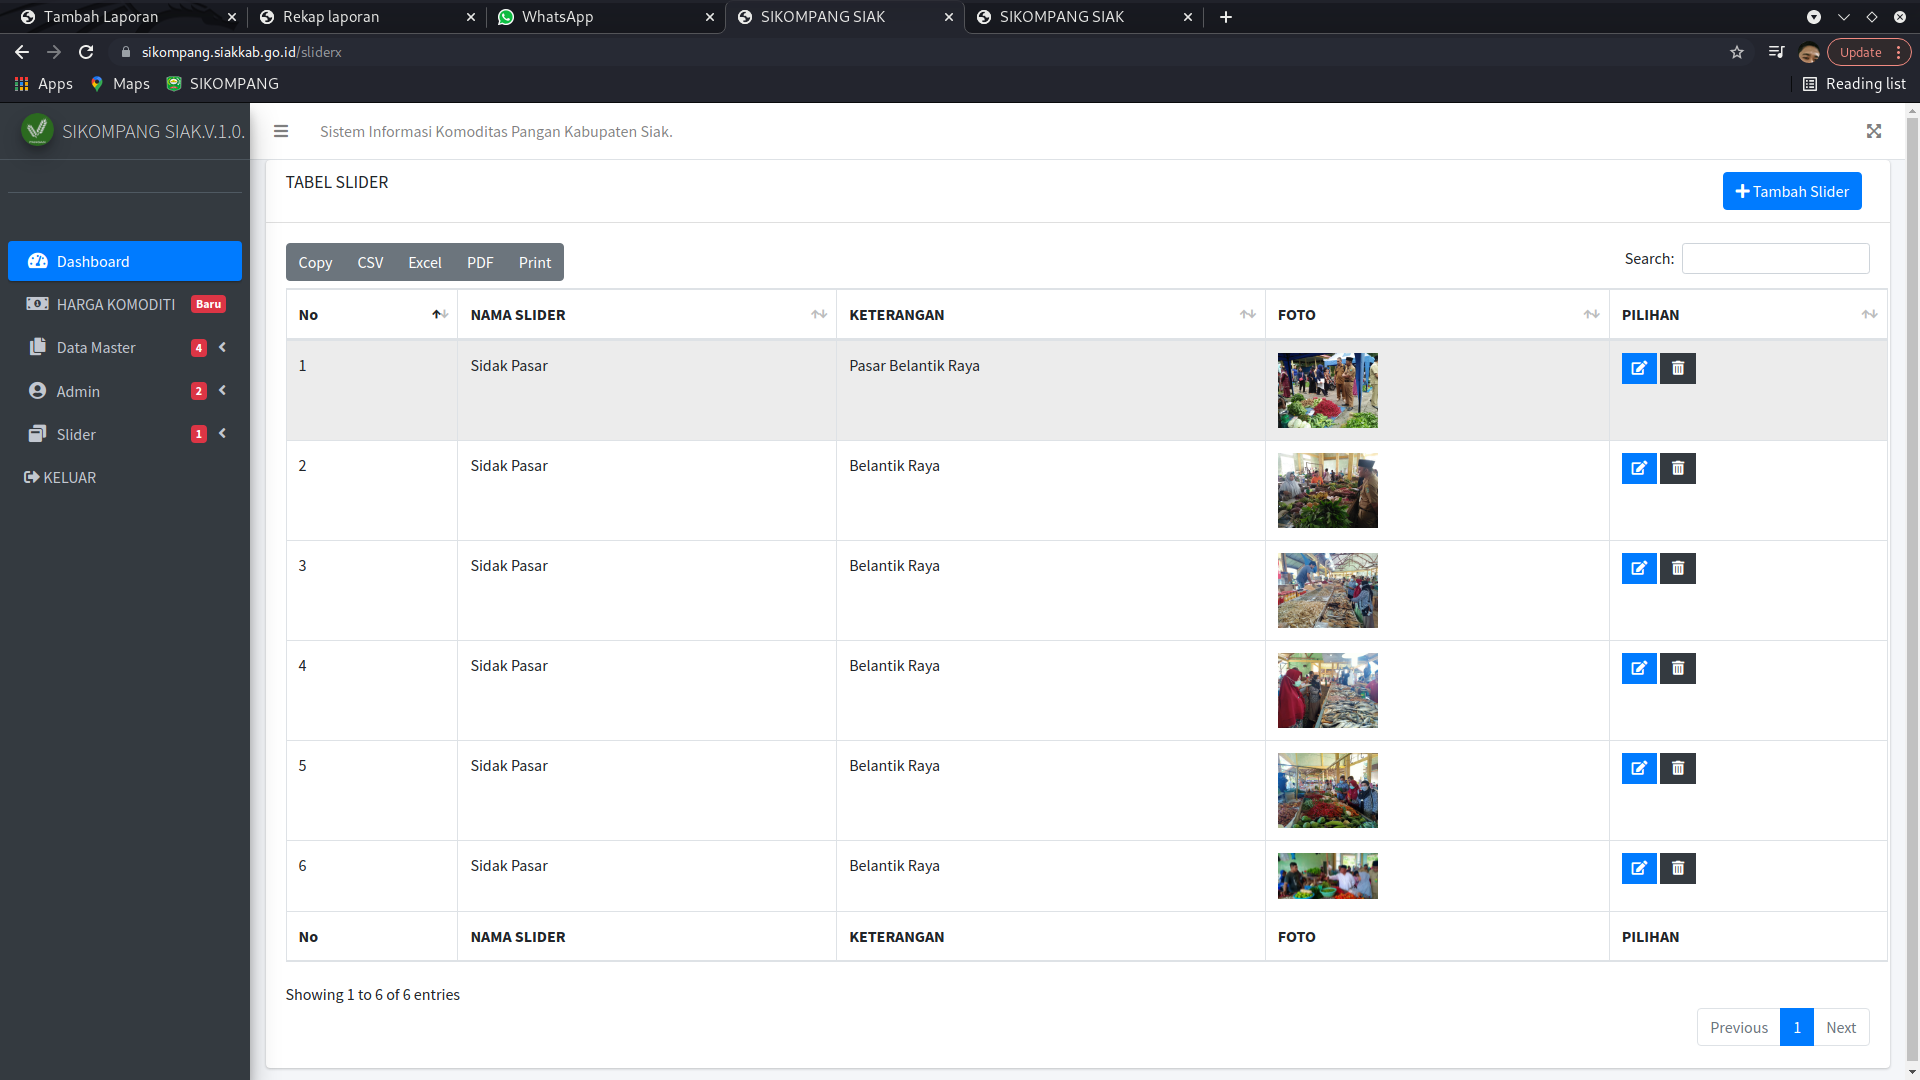 Tambah Laporan
Rekap laporan
WhatsApp
SIKOMPANG SIAK
SIKOMPANG SIAK
sikompang.siakkab.go.id/sliderx
Update
Apps
Maps
SIKOMPANG
Reading list
SIKOMPANG SIAK.V.1.0.
Sistem Informasi Komoditas Pangan Kabupaten Siak.
Dashboard
HARGA KOMODITI Baru
Data Master 4
Admin 2
Slider 1
KELUAR
TABEL SLIDER
Tambah Slider
Copy CSV Excel PDF Print
Search:
No NAMA SLIDER KETERANGAN FOTO PILIHAN
1 Sidak Pasar Pasar Belantik Raya
2 Sidak Pasar Belantik Raya
3 Sidak Pasar Belantik Raya
4 Sidak Pasar Belantik Raya
5 Sidak Pasar Belantik Raya
6 Sidak Pasar Belantik Raya
No NAMA SLIDER KETERANGAN FOTO PILIHAN
Showing 1 to 6 of 6 entries
Previous 1 Next